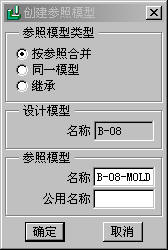 创建参照模型
参照模型类型
按参照合并
同一模型
继承
设计模型
名称 B-08
参照模型
名称 B-08-MOLD
公用名称
确定 取消